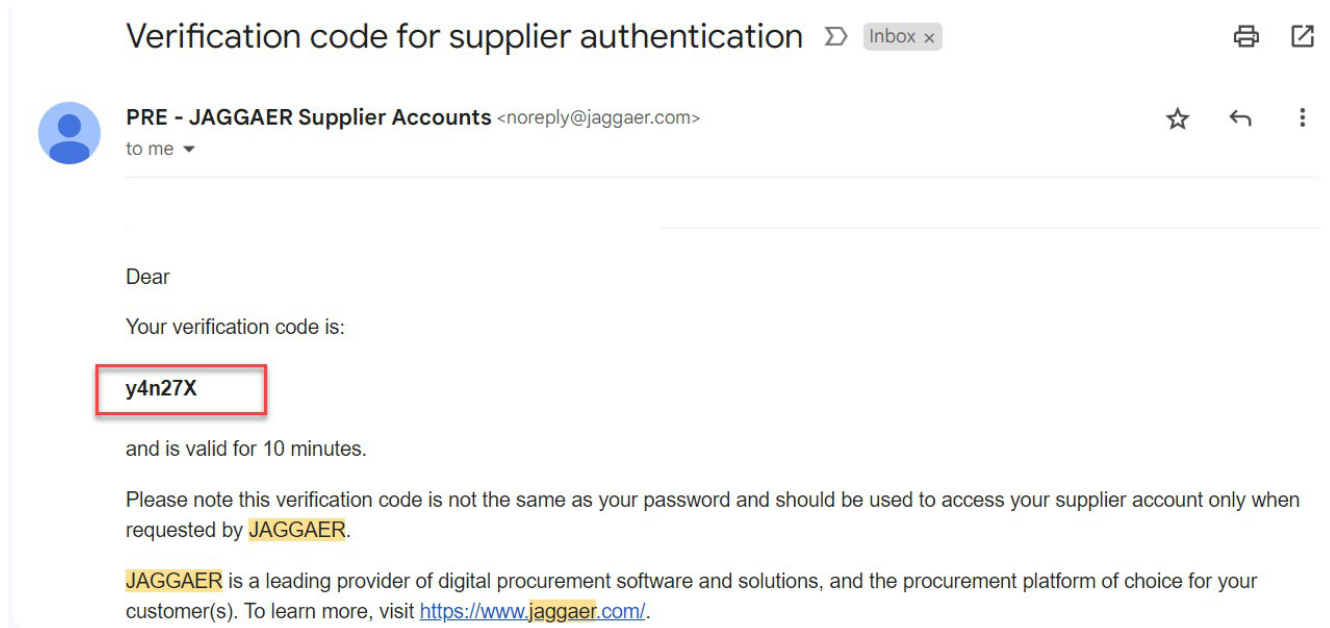 Verification code for supplier authentication Inbox ×
PRE - JAGGAER Supplier Accounts <noreply@jaggaer.com>
to me
Dear
Your verification code is:
y4n27X
and is valid for 10 minutes.
Please note this verification code is not the same as your password and should be used to access your supplier account only when
requested by JAGGAER.
JAGGAER is a leading provider of digital procurement software and solutions, and the procurement platform of choice for your
customer(s). To learn more, visit https://www.jaggaer.com/.